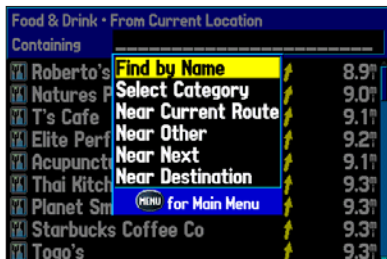 Food & Drink • From Current Location
Containing ____________________
Roberto's 8.9
Natures P 9.0
T's Cafe 9.1
Elite Perf 9.2
Acupunctu 9.1
Thai Kitch 9.3
Planet Sm 9.3
Starbucks Coffee Co 9.3
Togo's 9.3
Find by Name
Select Category
Near Current Route
Near Other
Near Next
Near Destination
MENU for Main Menu